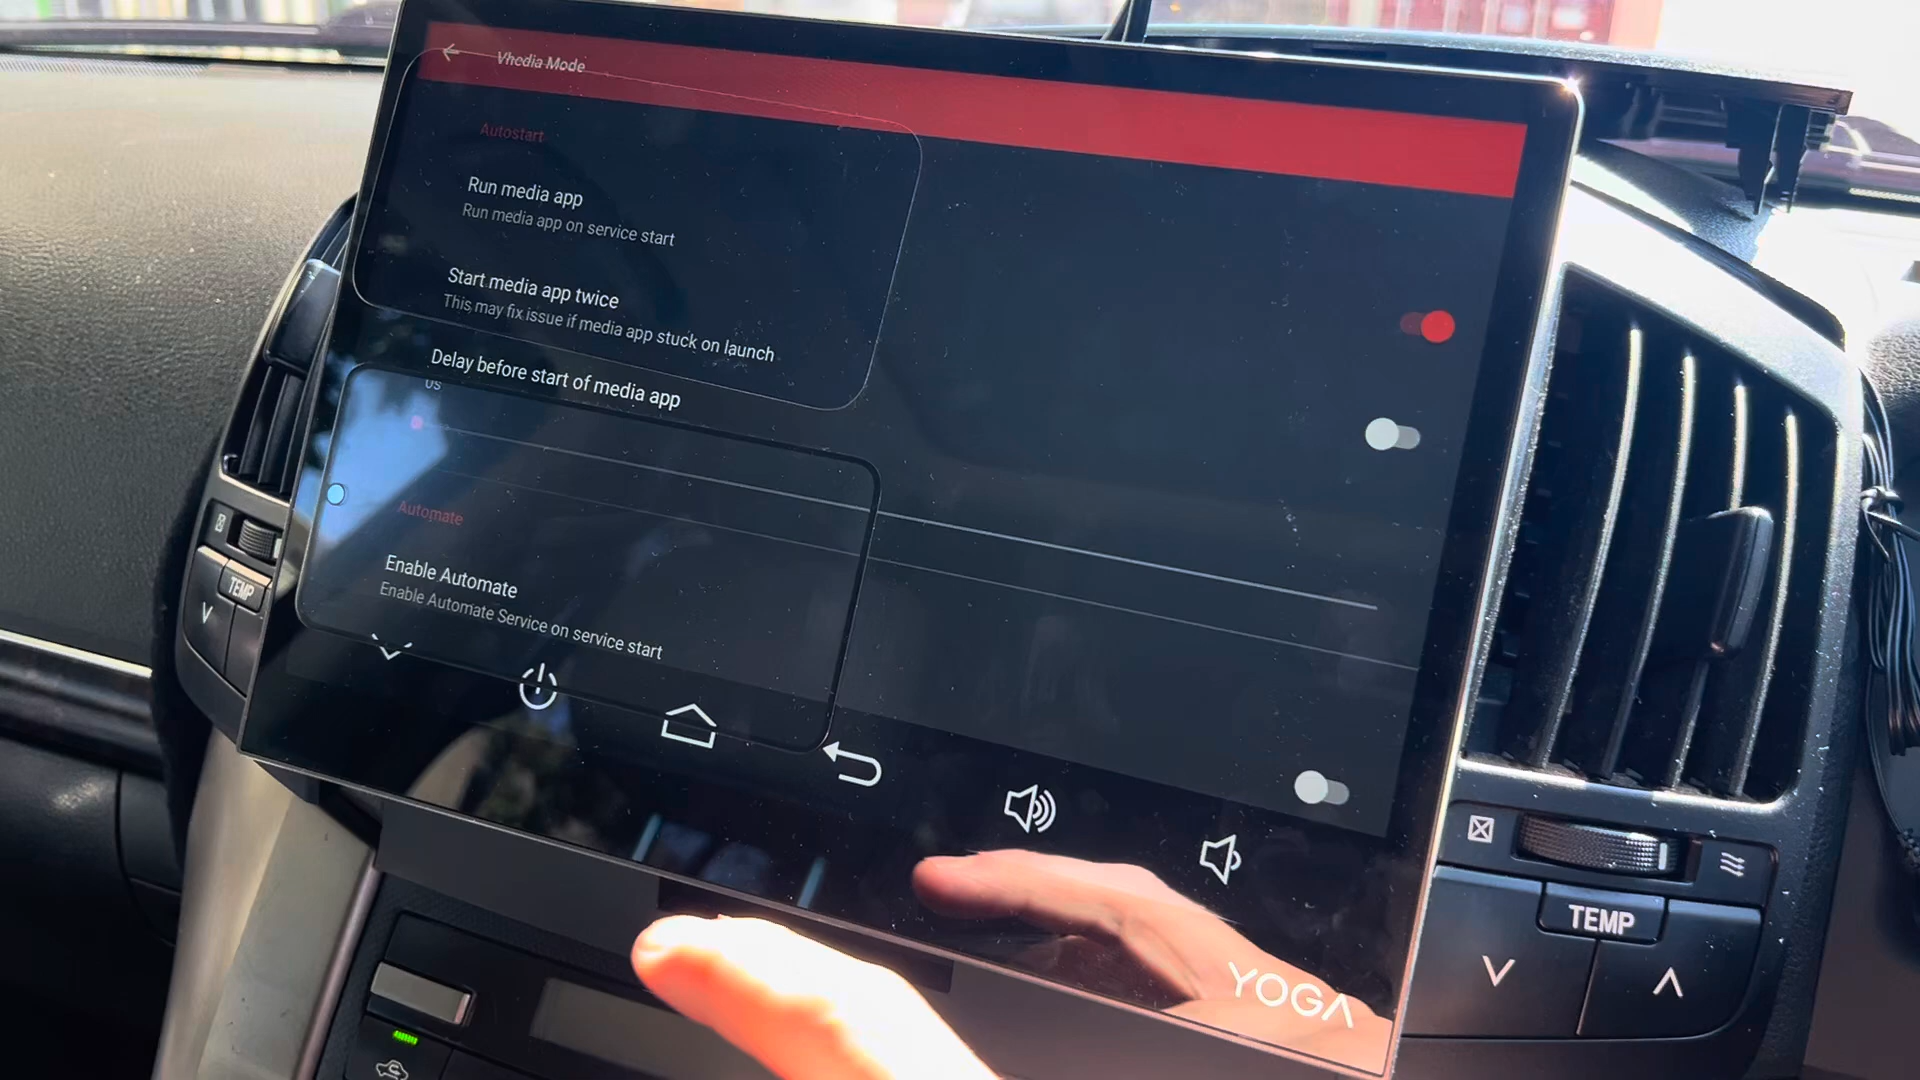 Vhedia Mode
Autostart
Run media app
Run media app on service start
Start media app twice
This may fix issue if media app stuck on launch
Delay before start of media app
Automate
Enable Automate
Enable Automate Service on service start
TEMP
TEMP
YOGA